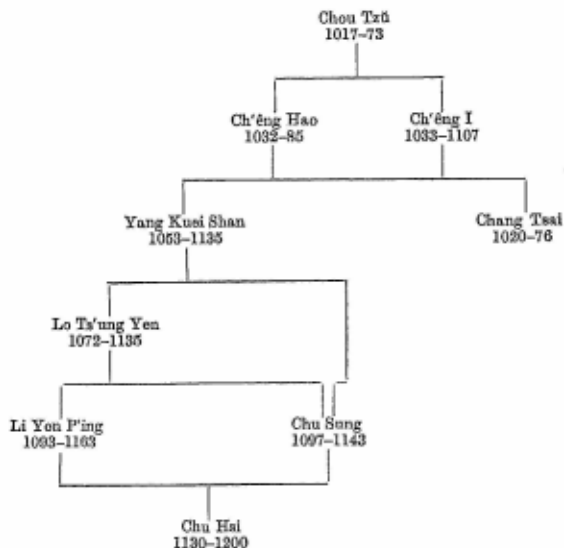 Chou Tzŭ
1017–73
Ch'êng Hao
1032–85
Ch'êng I
1033–1107
Yang Kuei Shan
1053–1135
Chang Tsai
1020–76
Lo Ts'ung Yen
1072–1135
Li Yen P'ing
1093–1163
Chu Sung
1097–1143
Chu Hsi
1130–1200